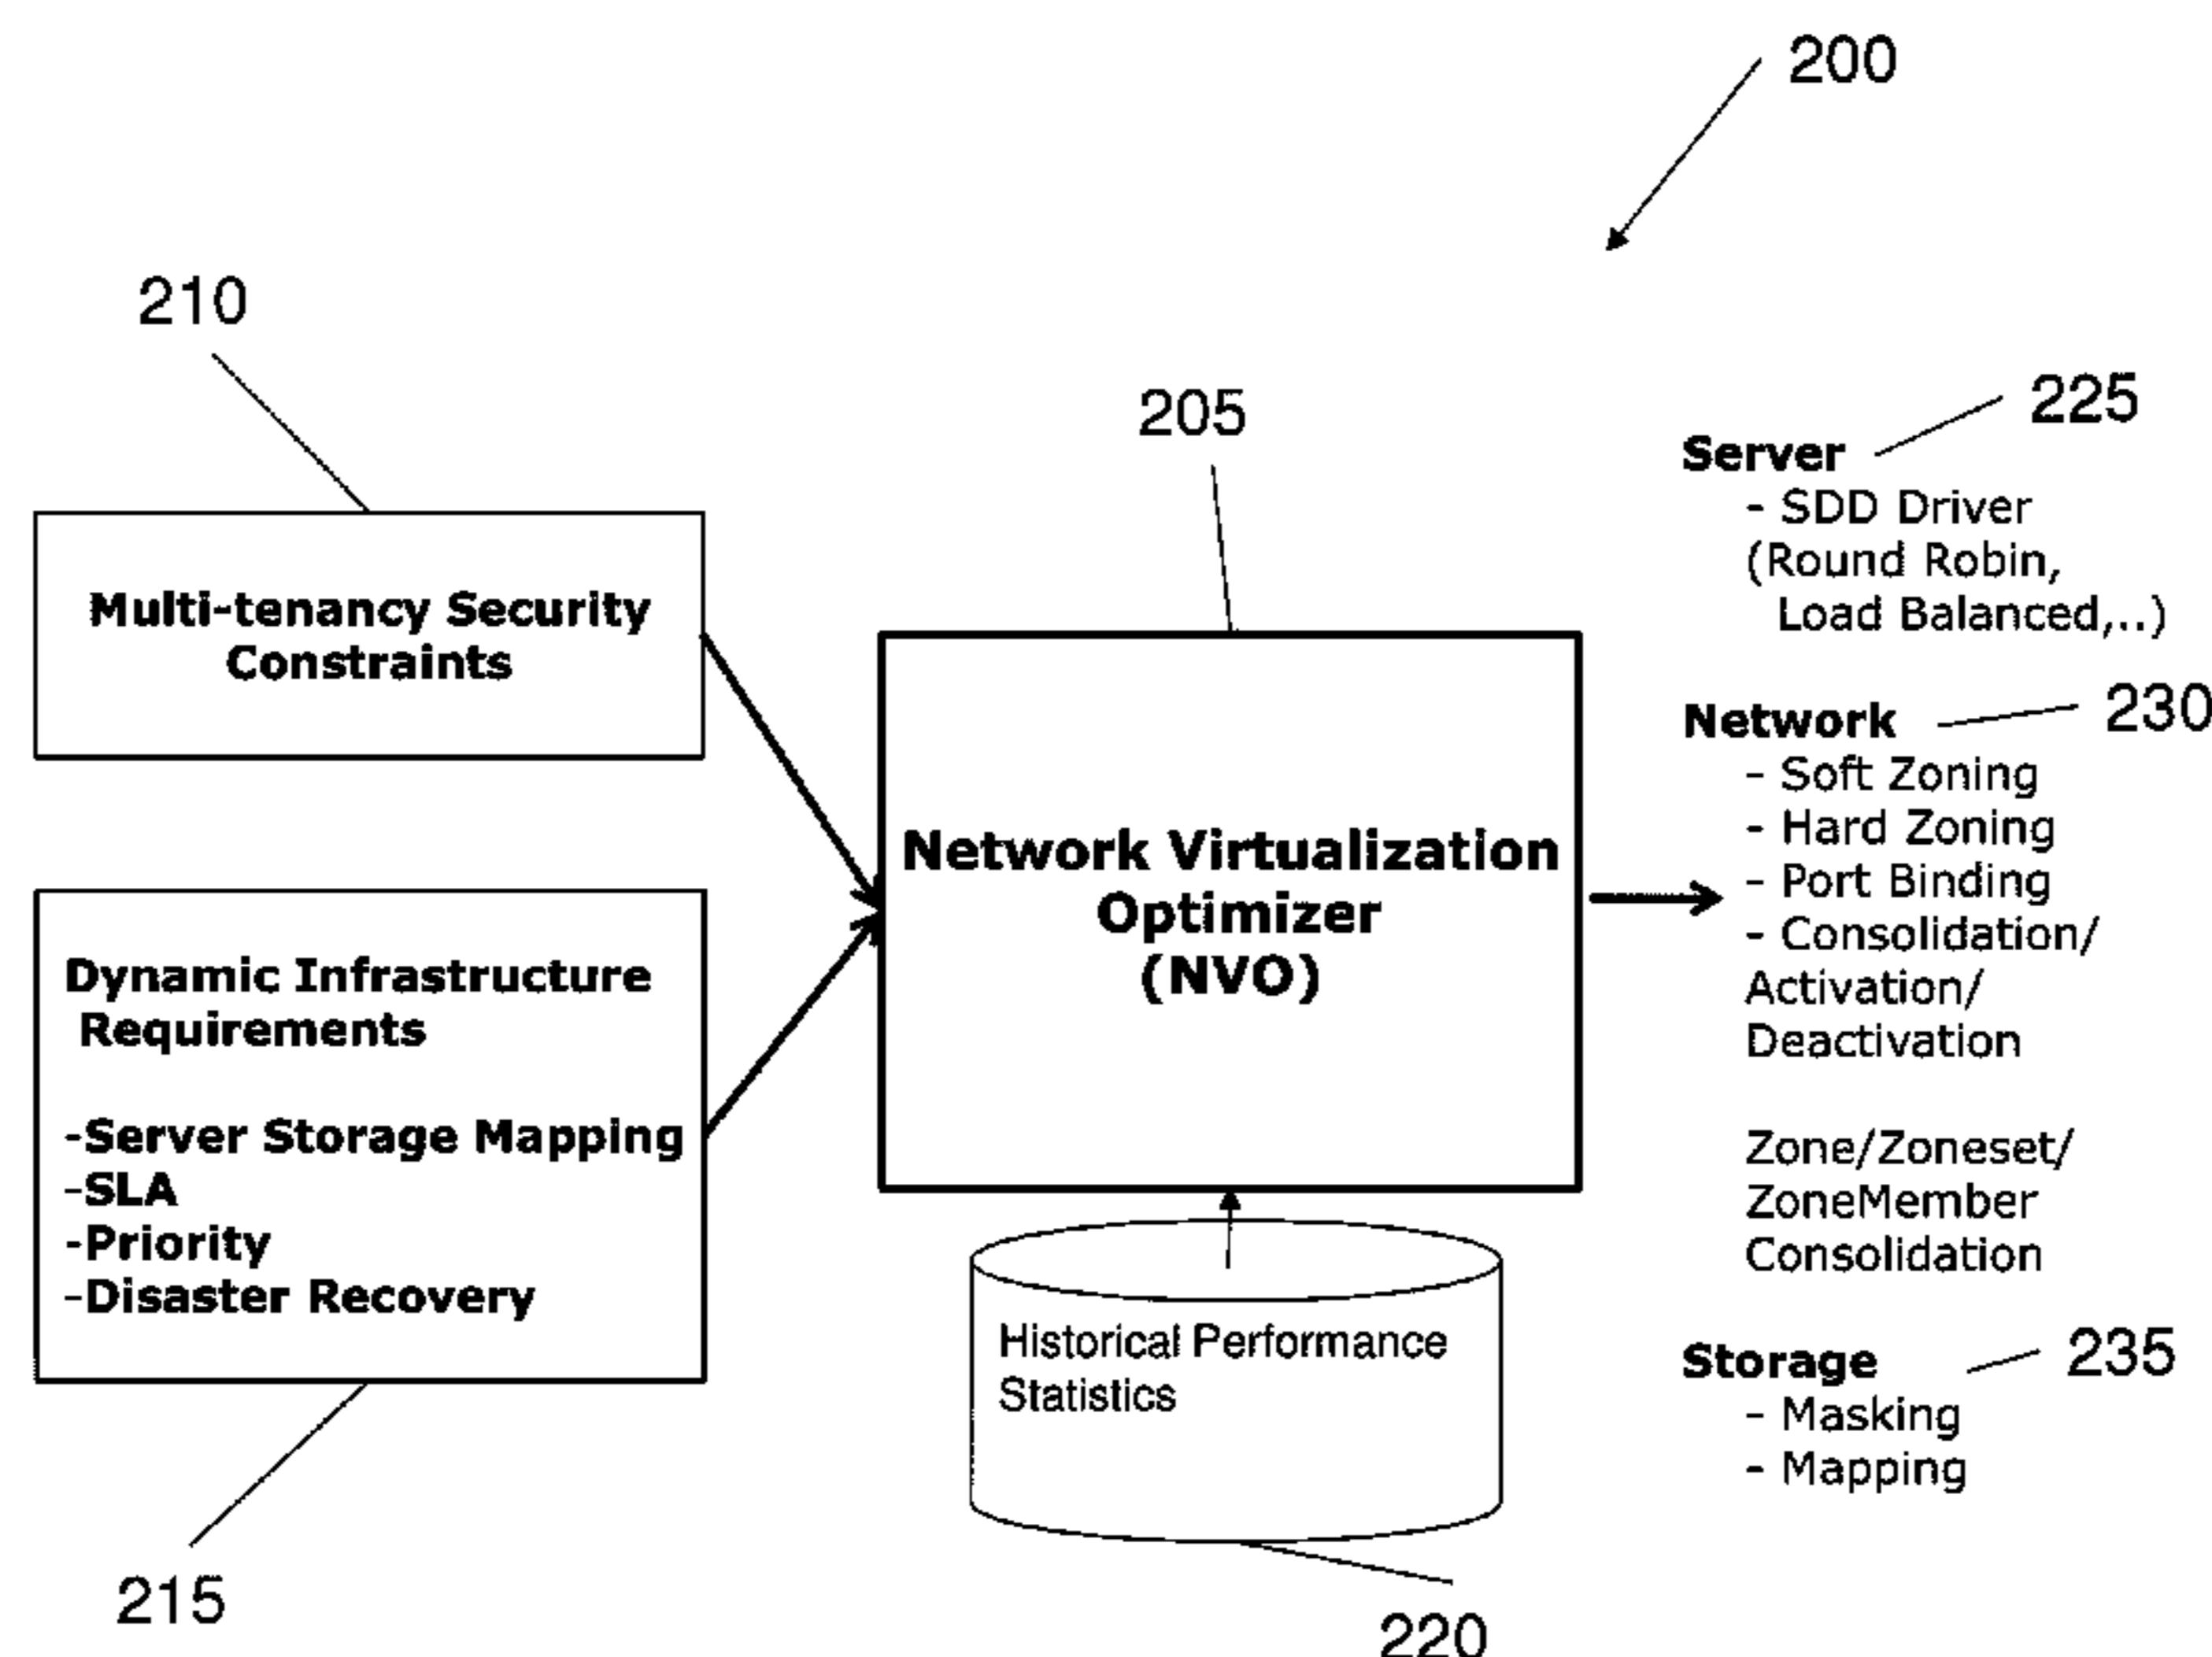 200
210
Multi-tenancy Security
Constraints
Dynamic Infrastructure
Requirements
-Server Storage Mapping
-SLA
-Priority
-Disaster Recovery
215
205
Network Virtualization
Optimizer
(NVO)
Historical Performance
Statistics
220
225
Server
- SDD Driver
(Round Robin,
Load Balanced,..)
230
Network
- Soft Zoning
- Hard Zoning
- Port Binding
- Consolidation/
Activation/
Deactivation
Zone/Zoneset/
ZoneMember
Consolidation
235
Storage
- Masking
- Mapping